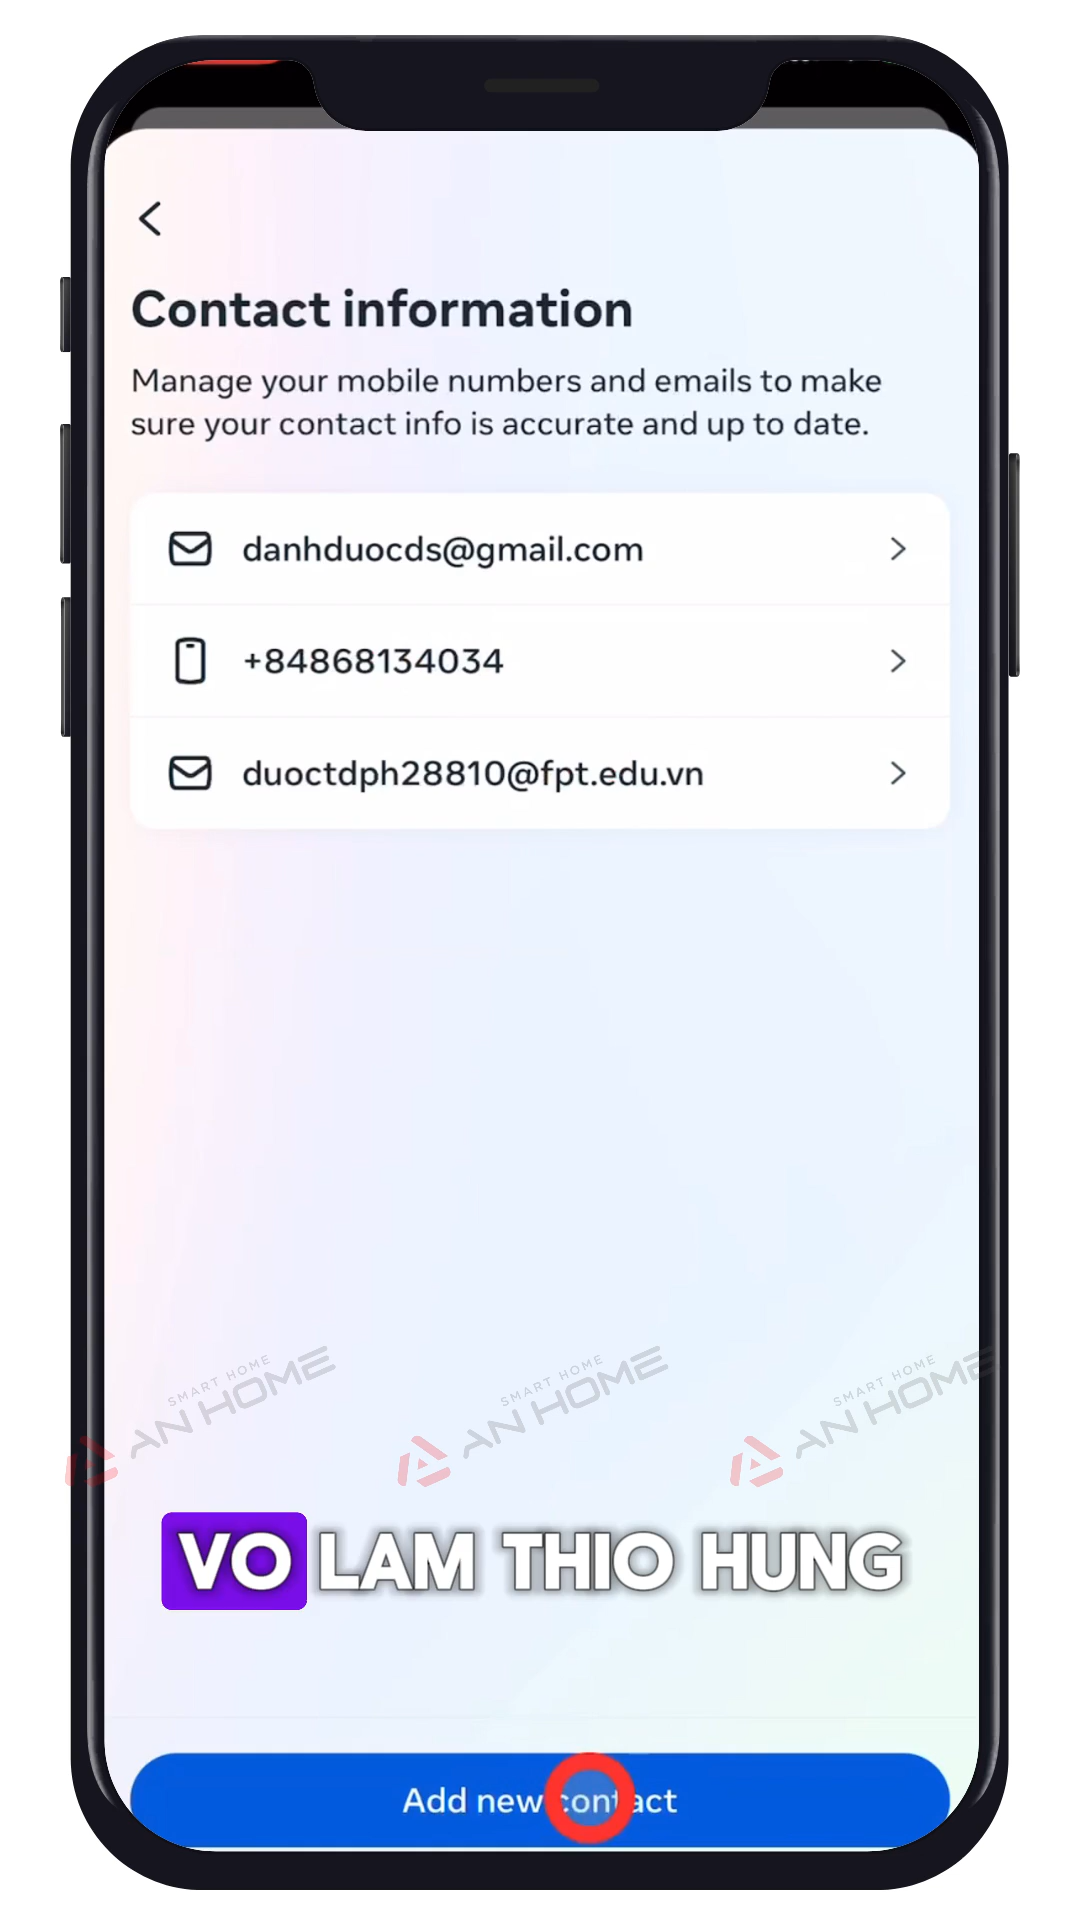 Contact information
Manage your mobile numbers and emails to make
sure your contact info is accurate and up to date.
danhduocds@gmail.com
+84868134034
duoctdph28810@fpt.edu.vn
SMART HOME
AN HOME
SMART HOME
AN HOME
SMART HOME
AN HOME
VO LAM THIO HUNG
Add new contact